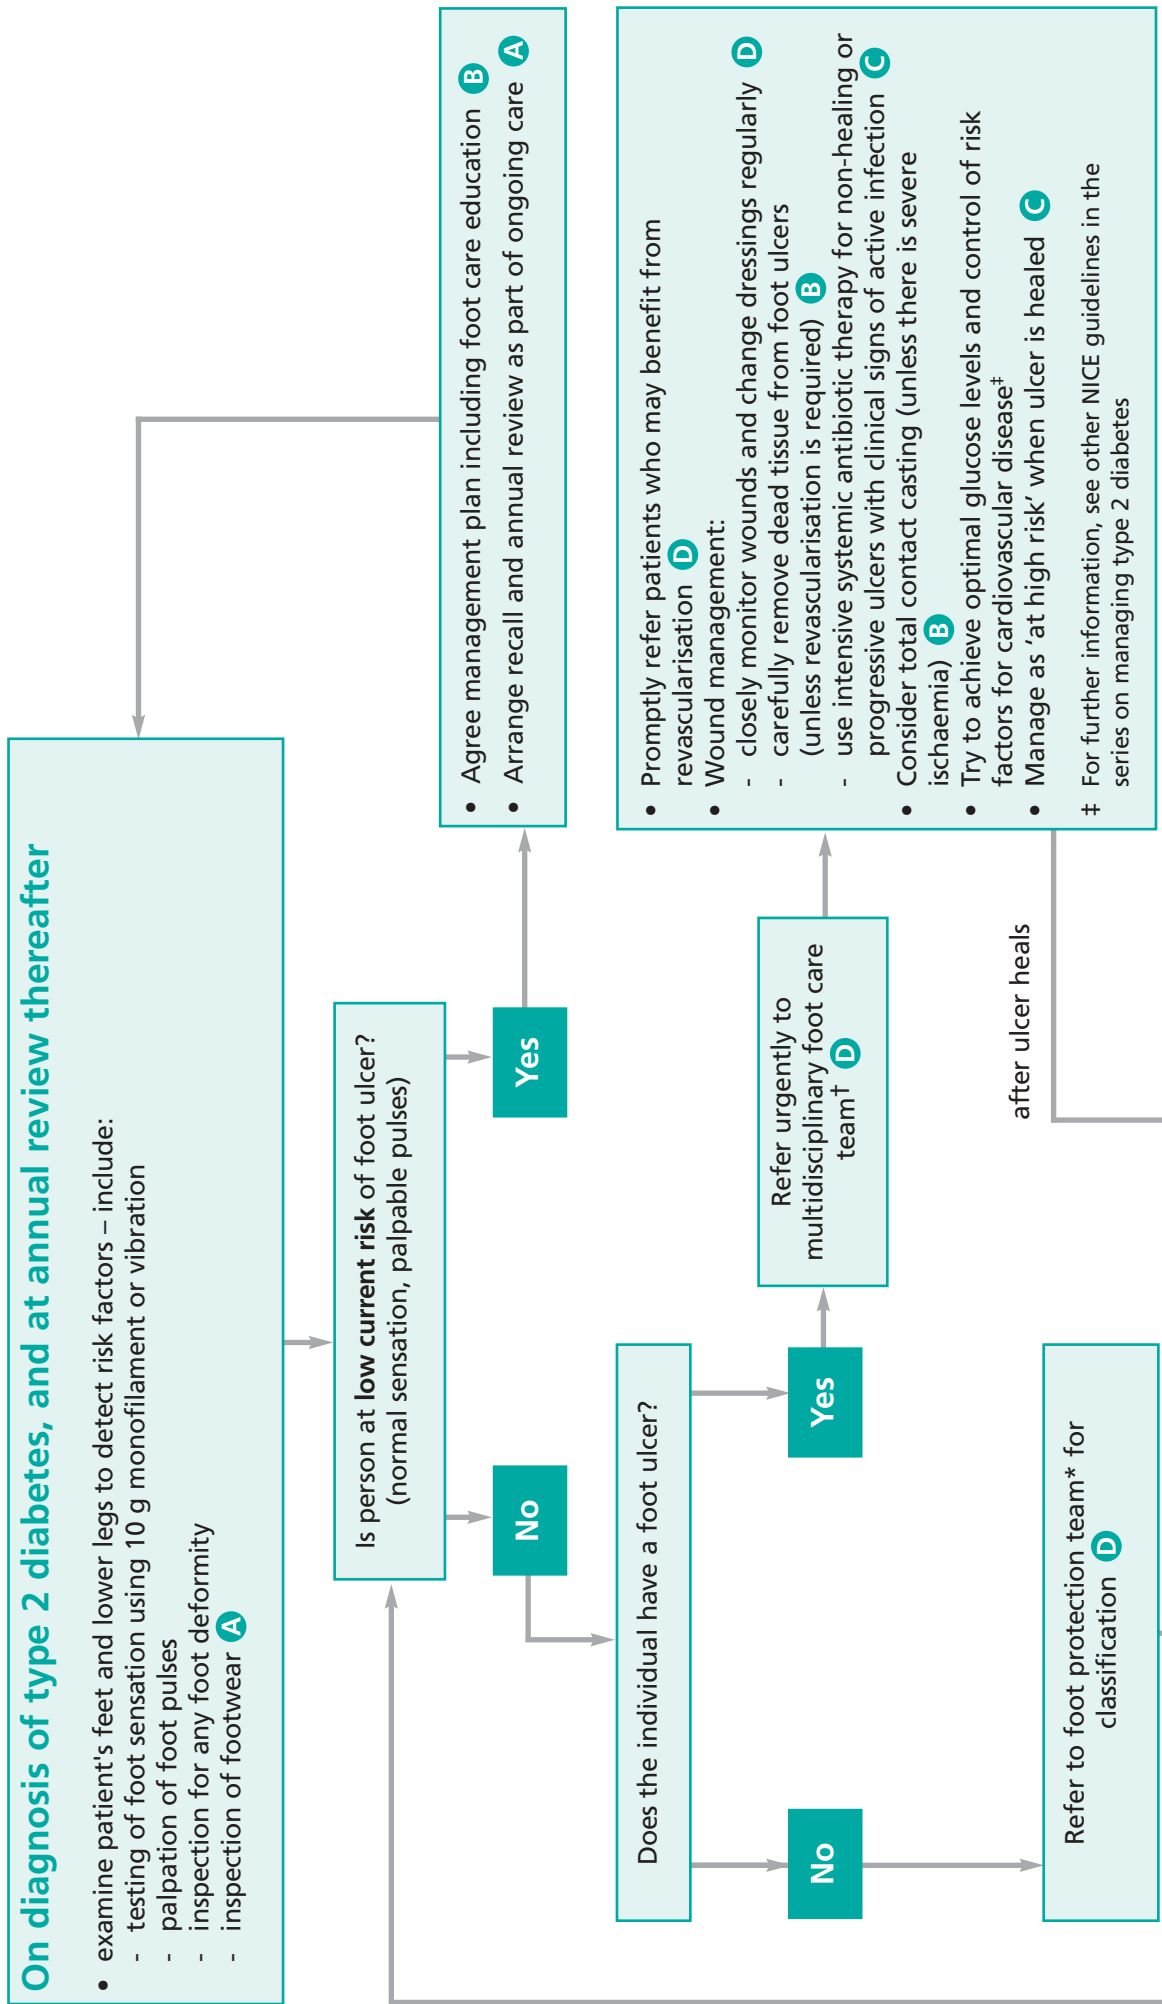 On diagnosis of type 2 diabetes, and at annual review thereafter
• examine patient's feet and lower legs to detect risk factors – include:
- testing of foot sensation using 10 g monofilament or vibration
- palpation of foot pulses
- inspection for any foot deformity
- inspection of footwear A
Is person at low current risk of foot ulcer?
(normal sensation, palpable pulses)
No
Yes
• Agree management plan including foot care education B
• Arrange recall and annual review as part of ongoing care A
Does the individual have a foot ulcer?
No
Yes
Refer urgently to
multidisciplinary foot care
team† D
• Promptly refer patients who may benefit from
revascularisation D
• Wound management:
- closely monitor wounds and change dressings regularly D
- carefully remove dead tissue from foot ulcers
(unless revascularisation is required) B
- use intensive systemic antibiotic therapy for non-healing or
progressive ulcers with clinical signs of active infection C
• Consider total contact casting (unless there is severe
ischaemia) B
• Try to achieve optimal glucose levels and control of risk
factors for cardiovascular disease‡
• Manage as ‘at high risk’ when ulcer is healed C
‡ For further information, see other NICE guidelines in the
series on managing type 2 diabetes
after ulcer heals
Refer to foot protection team* for
classification D